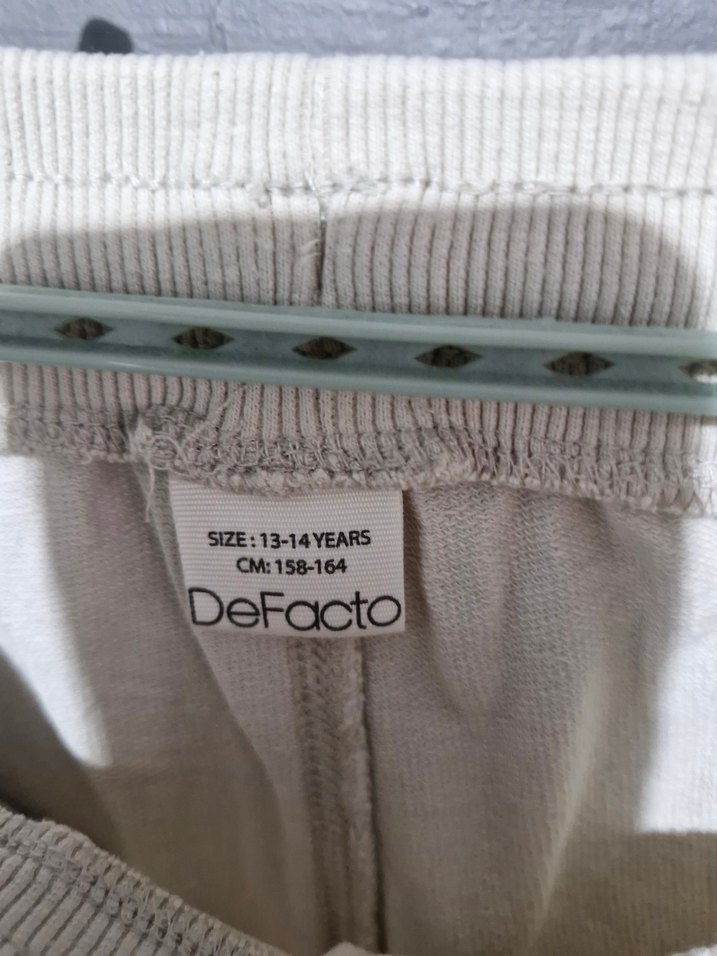 SIZE: 13-14 YEARS
CM: 158-164
DeFacto